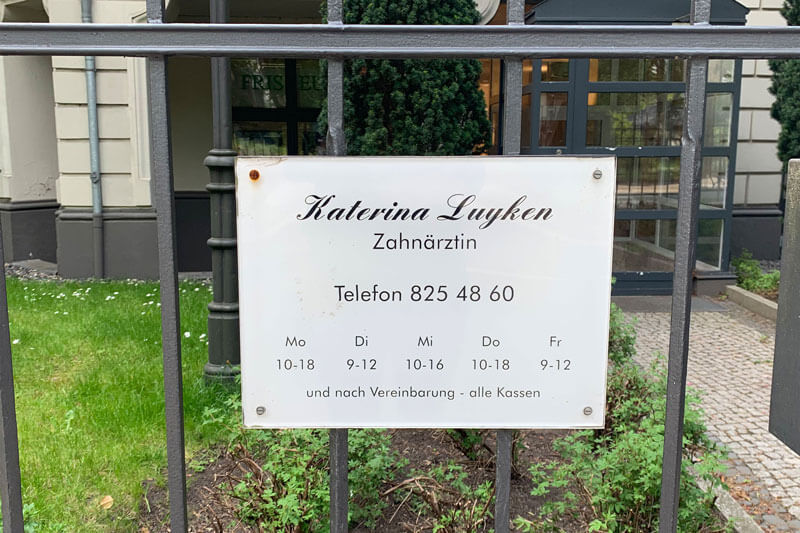 FRISEU
Katerina Luyken
Zahnärztin
Telefon 825 48 60
Mo Di Mi Do Fr
10-18 9-12 10-16 10-18 9-12
und nach Vereinbarung - alle Kassen